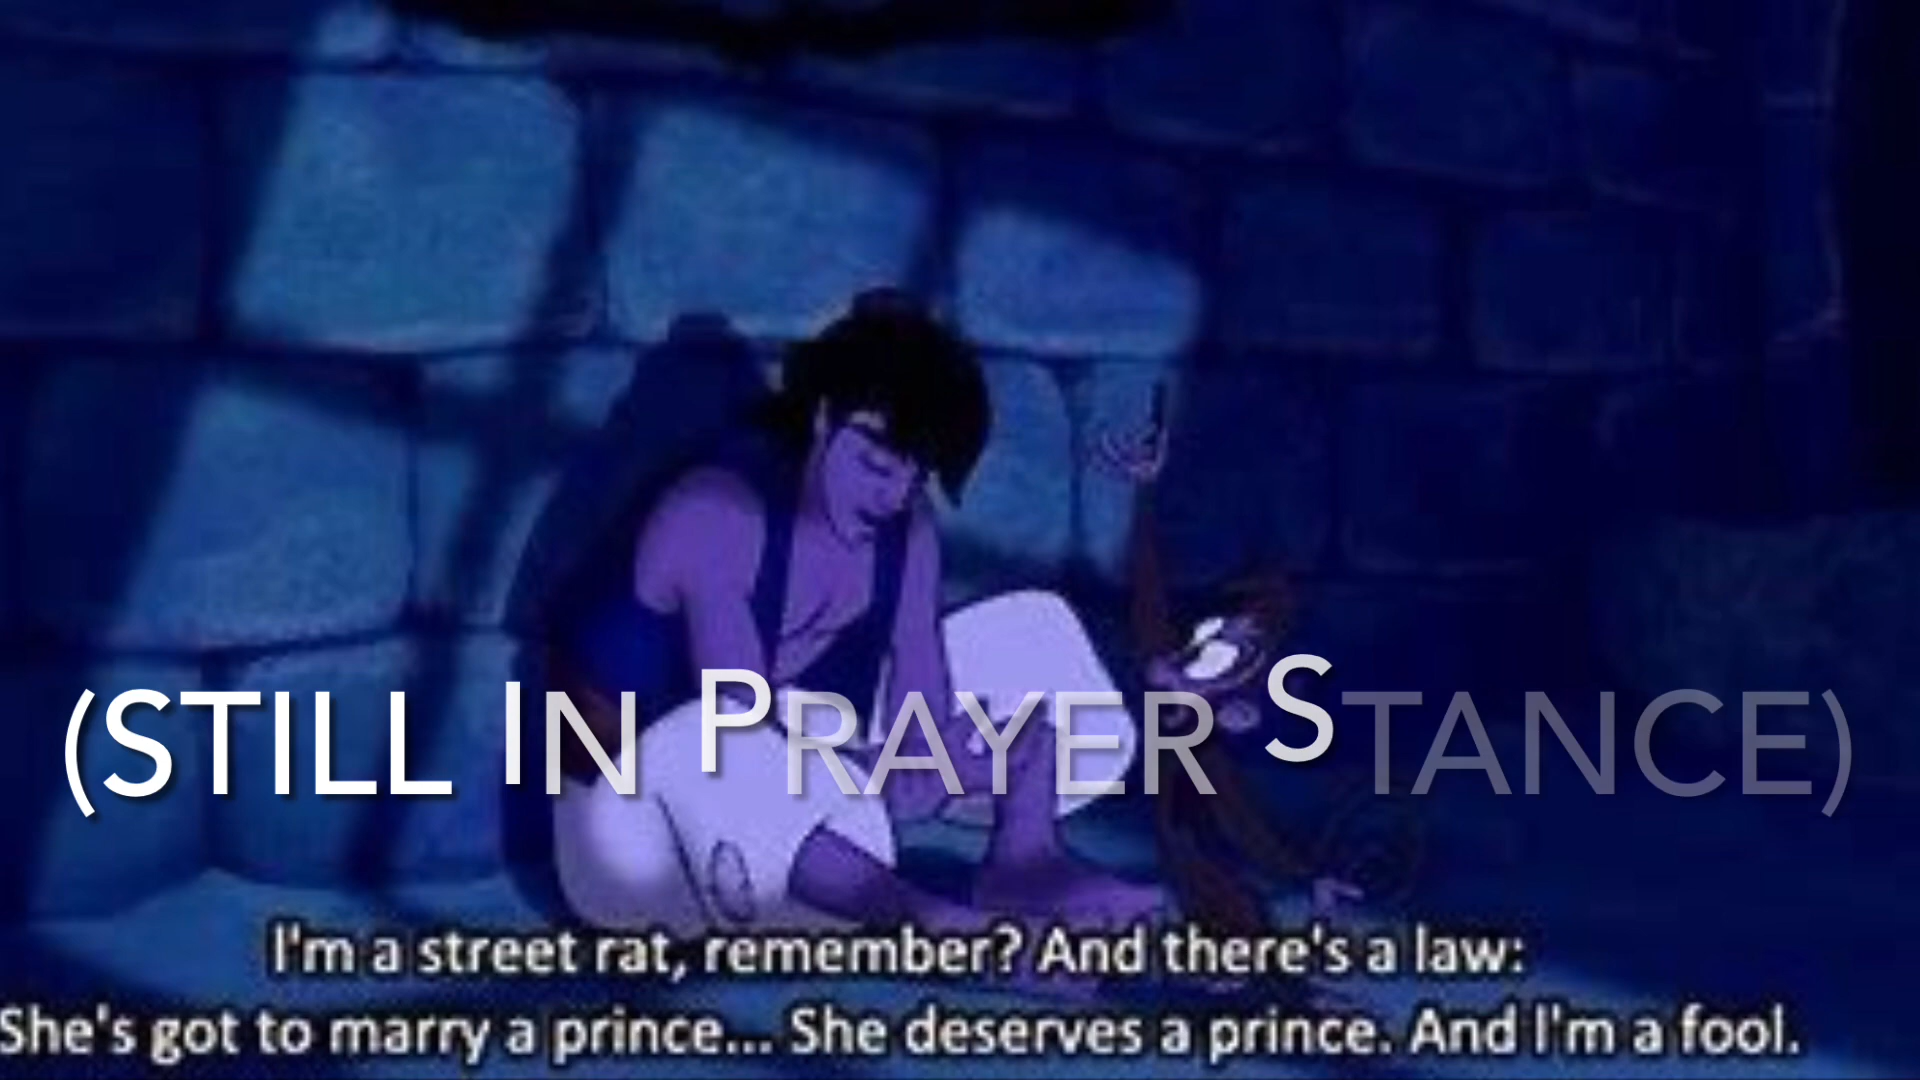 (STILL IN PRAYER STANCE)
I'm a street rat, remember? And there's a law:
She's got to marry a prince... She deserves a prince. And I'm a fool.